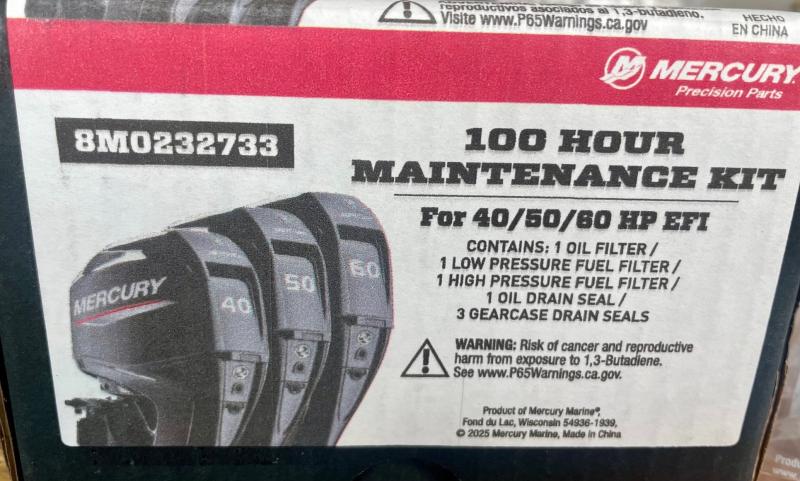 reproductivos asociados al 1,3-butadieno.
Visite www.P65Warnings.ca.gov
HECHO
EN CHINA
MERCURY
Precision Parts
8M0232733
100 HOUR
MAINTENANCE KIT
For 40/50/60 HP EFI
CONTAINS: 1 OIL FILTER /
1 LOW PRESSURE FUEL FILTER /
1 HIGH PRESSURE FUEL FILTER /
1 OIL DRAIN SEAL /
3 GEARCASE DRAIN SEALS
MERCURY
40
50
60
WARNING: Risk of cancer and reproductive
harm from exposure to 1,3-Butadiene.
See www.P65Warnings.ca.gov.
Product of Mercury Marine®,
Fond du Lac, Wisconsin 54936-1939,
© 2025 Mercury Marine, Made in China